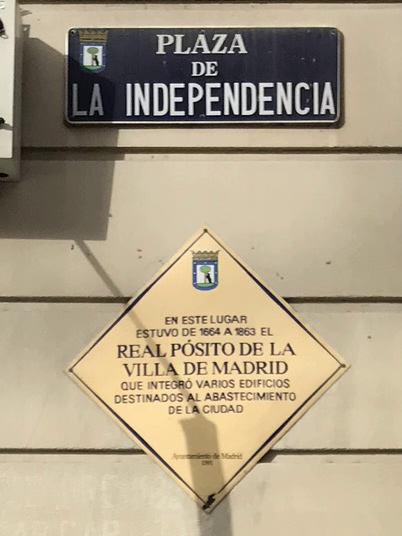 PLAZA
DE
LA INDEPENDENCIA
EN ESTE LUGAR
ESTUVO DE 1664 A 1863 EL
REAL PÓSITO DE LA
VILLA DE MADRID
QUE INTEGRÓ VARIOS EDIFICIOS
DESTINADOS AL ABASTECIMIENTO
DE LA CIUDAD
Ayuntamiento de Madrid
1991